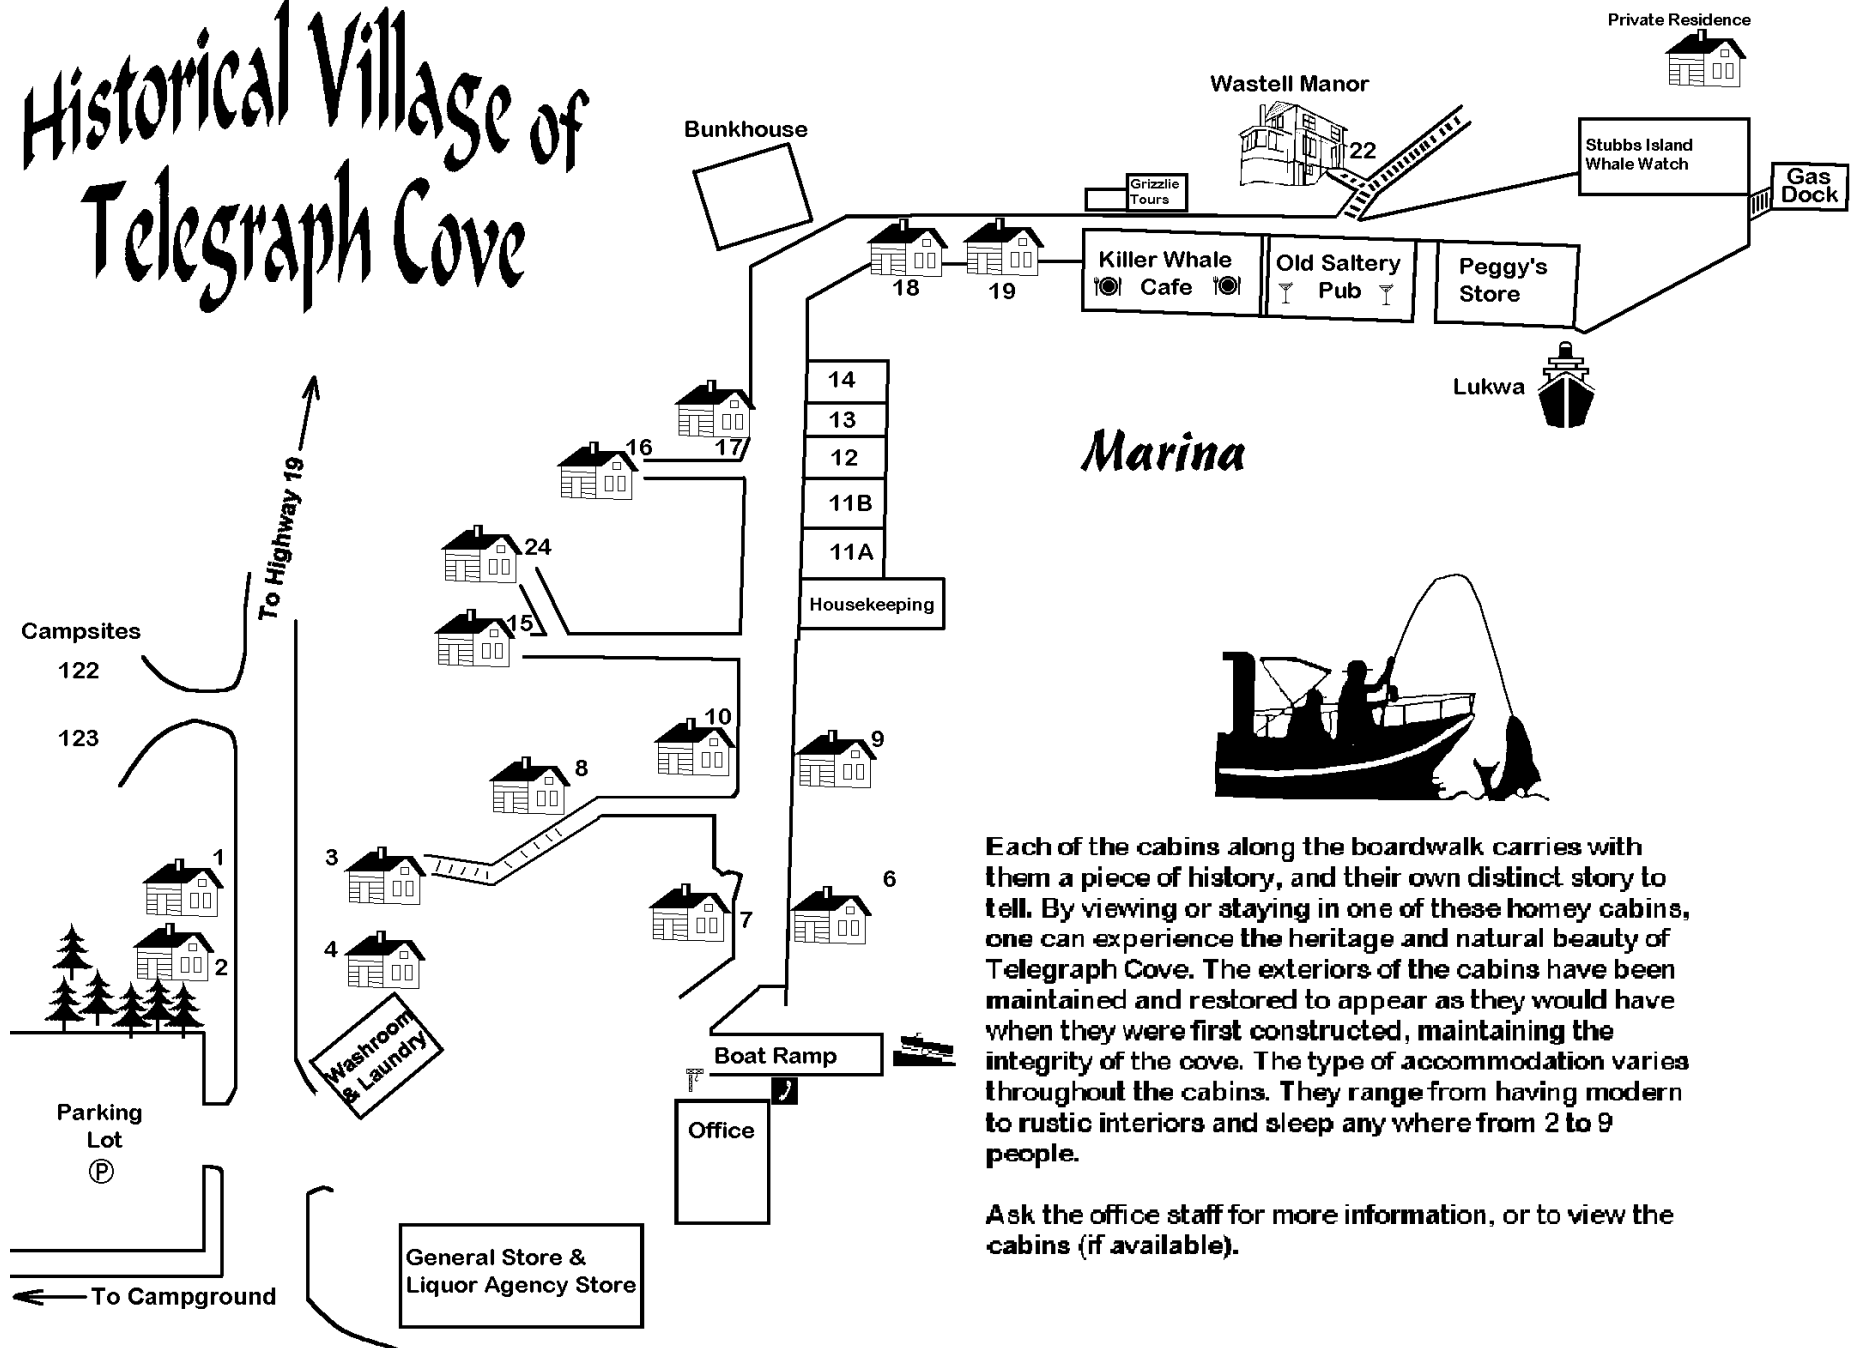 Historical Village of
Telegraph Cove
Private Residence
Wastell Manor
22
Bunkhouse
Stubbs Island
Whale Watch
Gas
Dock
Grizzlie
Tours
Killer Whale
Cafe
Old Saltery
Pub
Peggy's
Store
18
19
14
Lukwa
13
17
16
12
Marina
11B
24
11A
To Highway 19
Housekeeping
15
Campsites
122
10
123
9
8
1
3
6
7
4
2
Washroom
& Laundry
Boat Ramp
Parking
Lot
P
Office
General Store &
Liquor Agency Store
To Campground
Each of the cabins along the boardwalk carries with
them a piece of history, and their own distinct story to
tell. By viewing or staying in one of these homey cabins,
one can experience the heritage and natural beauty of
Telegraph Cove. The exteriors of the cabins have been
maintained and restored to appear as they would have
when they were first constructed, maintaining the
integrity of the cove. The type of accommodation varies
throughout the cabins. They range from having modern
to rustic interiors and sleep any where from 2 to 9
people.
Ask the office staff for more information, or to view the
cabins (if available).